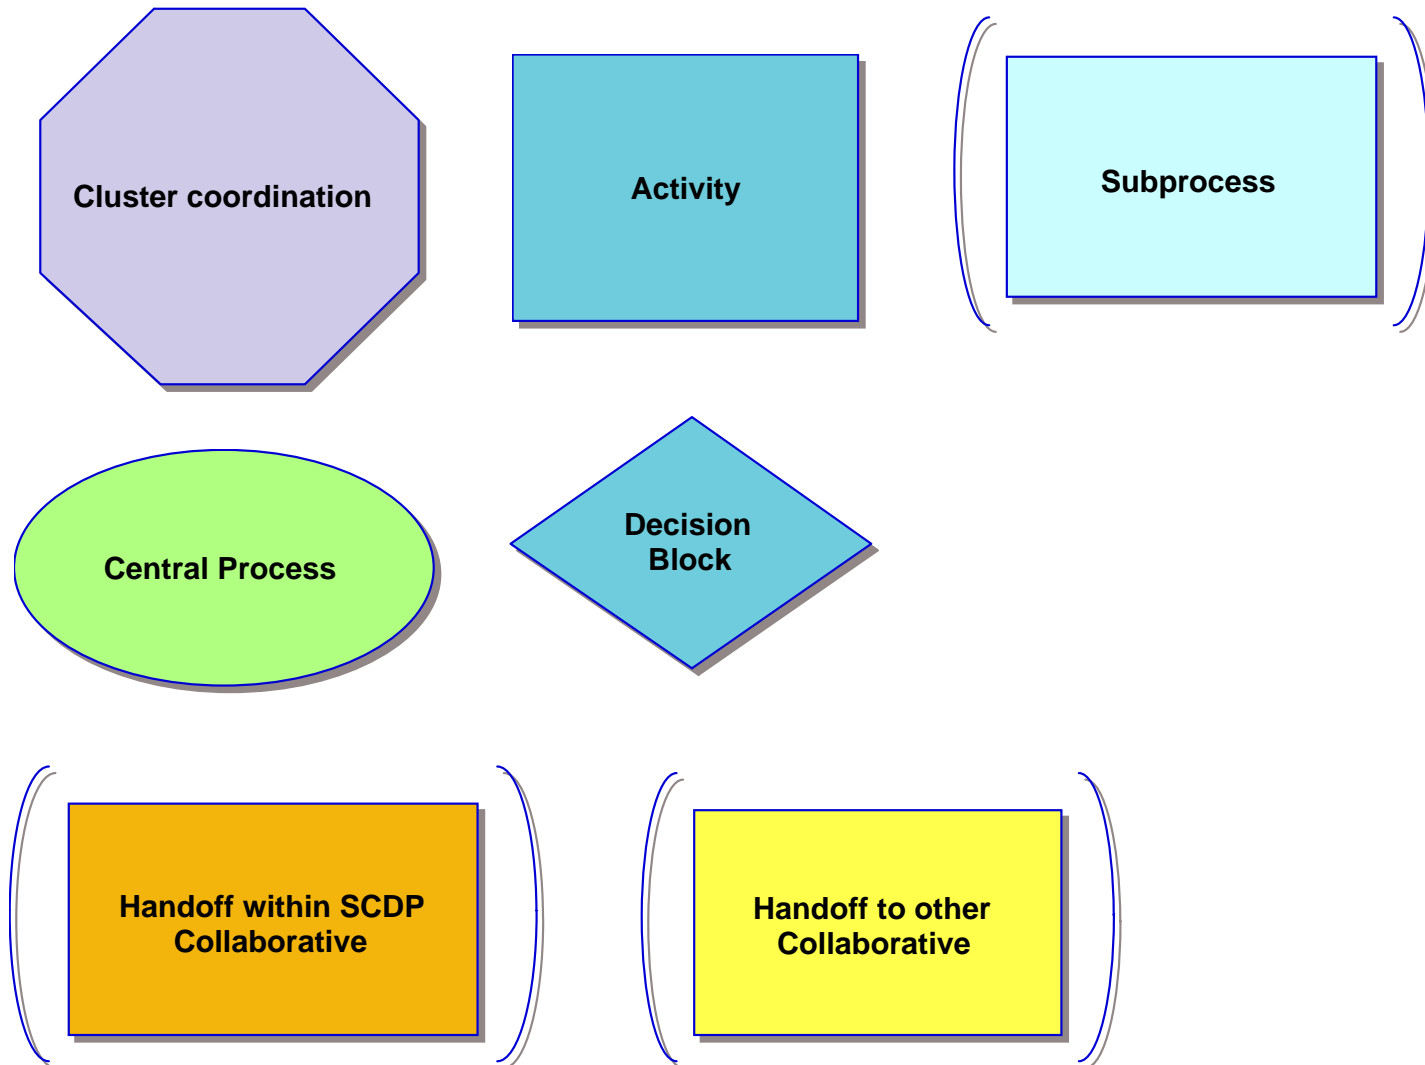 Cluster coordination
Activity
Subprocess
Central Process
Decision
Block
Handoff within SCDP
Collaborative
Handoff to other
Collaborative